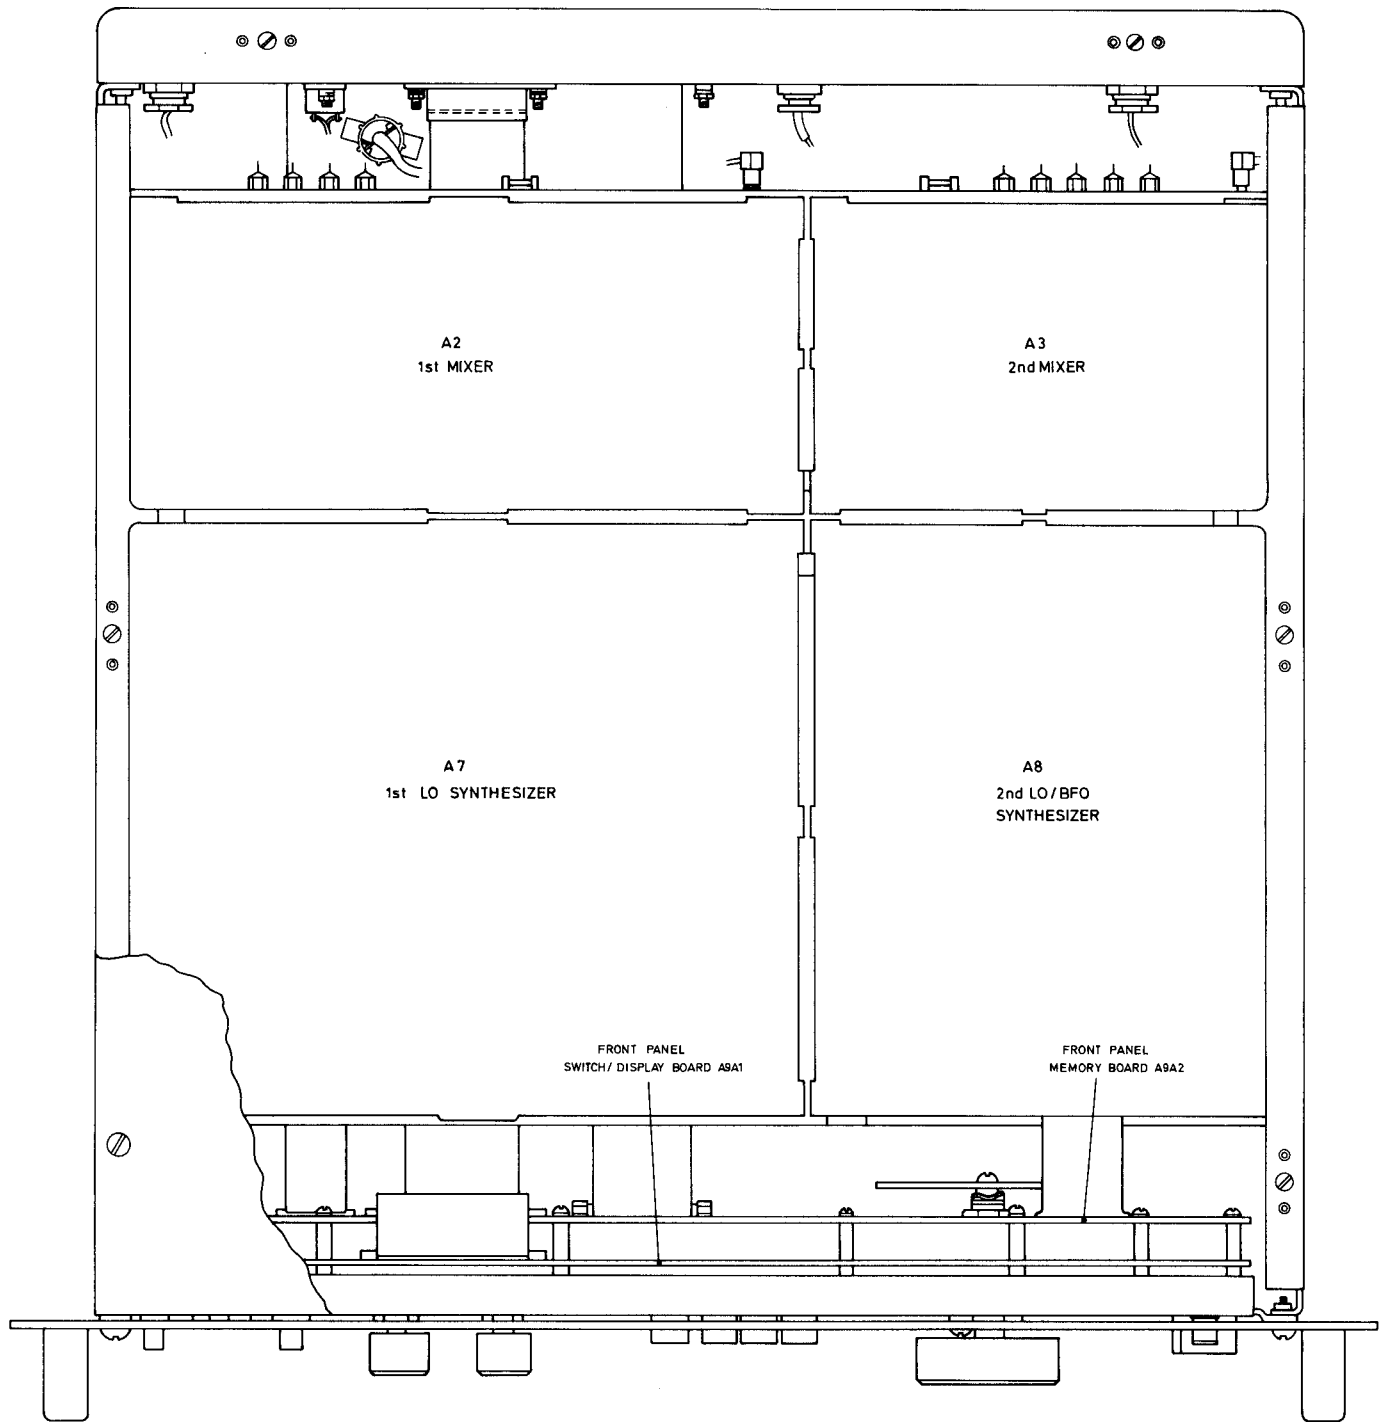 A2
1st MIXER
A3
2nd MIXER
A7
1st LO SYNTHESIZER
A8
2nd LO/BFO
SYNTHESIZER
FRONT PANEL
SWITCH/DISPLAY BOARD A9A1
FRONT PANEL
MEMORY BOARD A9A2